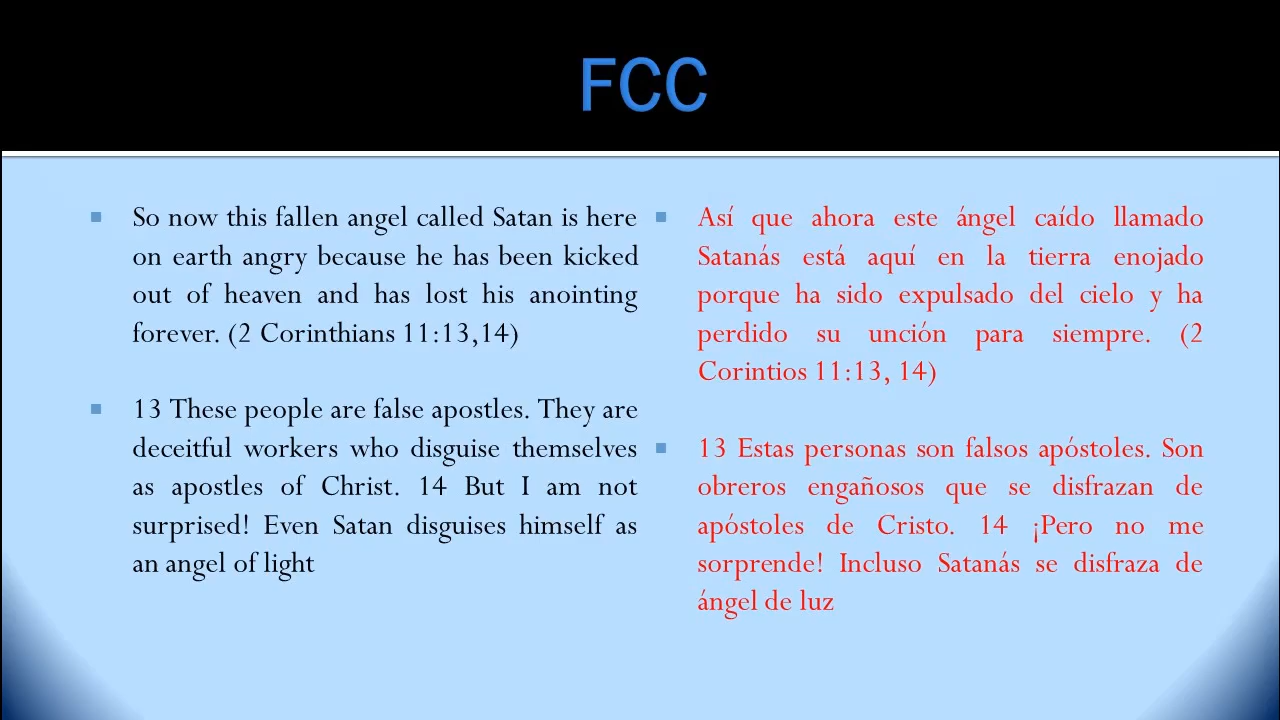 FCC
So now this fallen angel called Satan is here
on earth angry because he has been kicked
out of heaven and has lost his anointing
forever. (2 Corinthians 11:13,14)
13 These people are false apostles. They are
deceitful workers who disguise themselves
as apostles of Christ. 14 But I am not
surprised! Even Satan disguises himself as
an angel of light
Así que ahora este ángel caído llamado
Satanás está aquí en la tierra enojado
porque ha sido expulsado del cielo y ha
perdido su unción para siempre. (2
Corintios 11:13, 14)
13 Estas personas son falsos apóstoles. Son
obreros engañosos que se disfrazan de
apóstoles de Cristo. 14 ¡Pero no me
sorprende! Incluso Satanás se disfraza de
ángel de luz